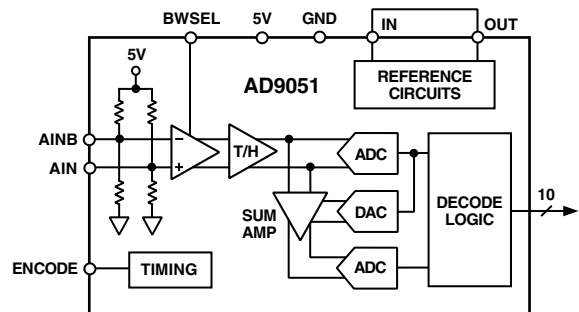 BWSEL 5V GND IN OUT
5V
AD9051
REFERENCE
CIRCUITS
AINB
AIN
−
+
T/H
ADC
SUM
AMP
DAC
ADC
DECODE
LOGIC
10
ENCODE
TIMING